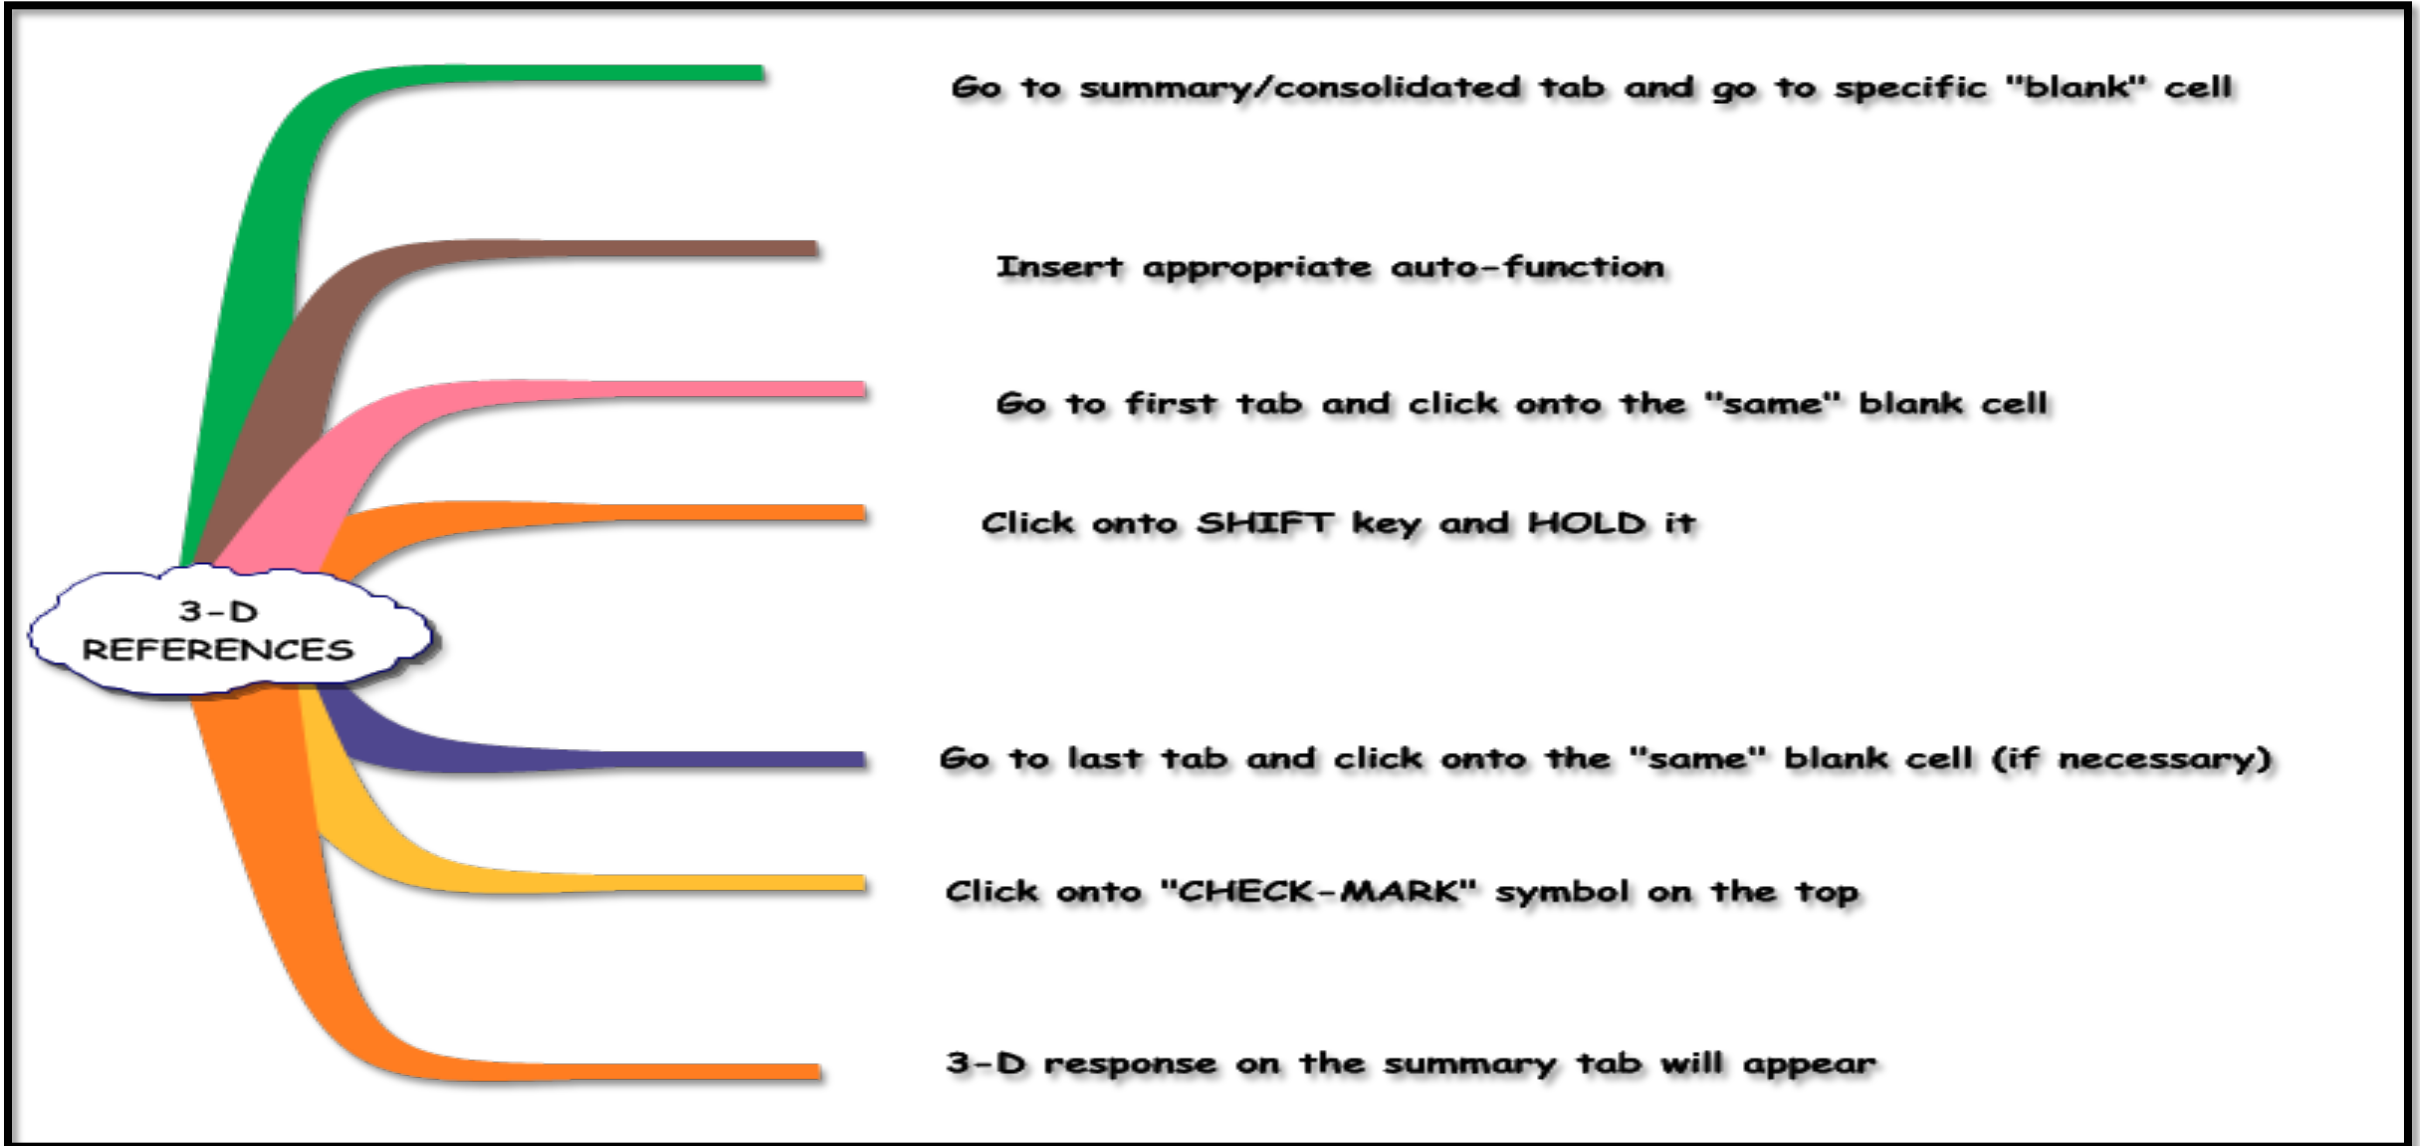 Go to summary/consolidated tab and go to specific "blank" cell
Insert appropriate auto-function
Go to first tab and click onto the "same" blank cell
Click onto SHIFT key and HOLD it
3-D
REFERENCES
Go to last tab and click onto the "same" blank cell (if necessary)
Click onto "CHECK-MARK" symbol on the top
3-D response on the summary tab will appear